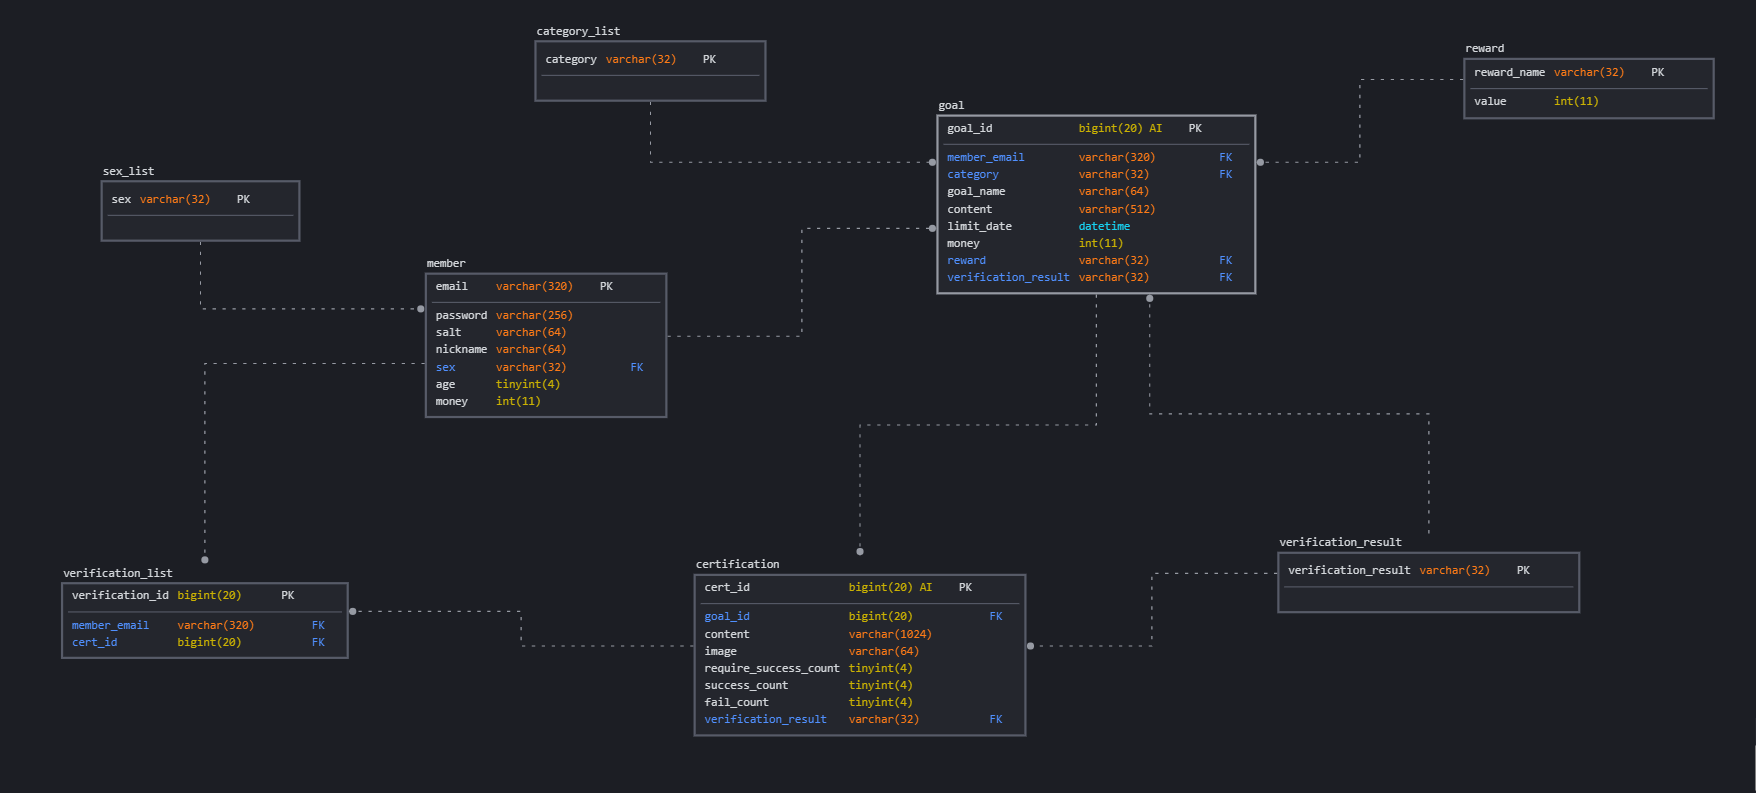 category_list
category varchar(32) PK
reward
reward_name varchar(32) PK
value int(11)
goal
goal_id bigint(20) AI PK
member_email varchar(320) FK
category varchar(32) FK
goal_name varchar(64)
content varchar(512)
limit_date datetime
money int(11)
reward varchar(32) FK
verification_result varchar(32) FK
sex_list
sex varchar(32) PK
member
email varchar(320) PK
password varchar(256)
salt varchar(64)
nickname varchar(64)
sex varchar(32) FK
age tinyint(4)
money int(11)
verification_list
verification_id bigint(20) PK
member_email varchar(320) FK
cert_id bigint(20) FK
certification
cert_id bigint(20) AI PK
goal_id bigint(20) FK
content varchar(1024)
image varchar(64)
require_success_count tinyint(4)
success_count tinyint(4)
fail_count tinyint(4)
verification_result varchar(32) FK
verification_result
verification_result varchar(32) PK